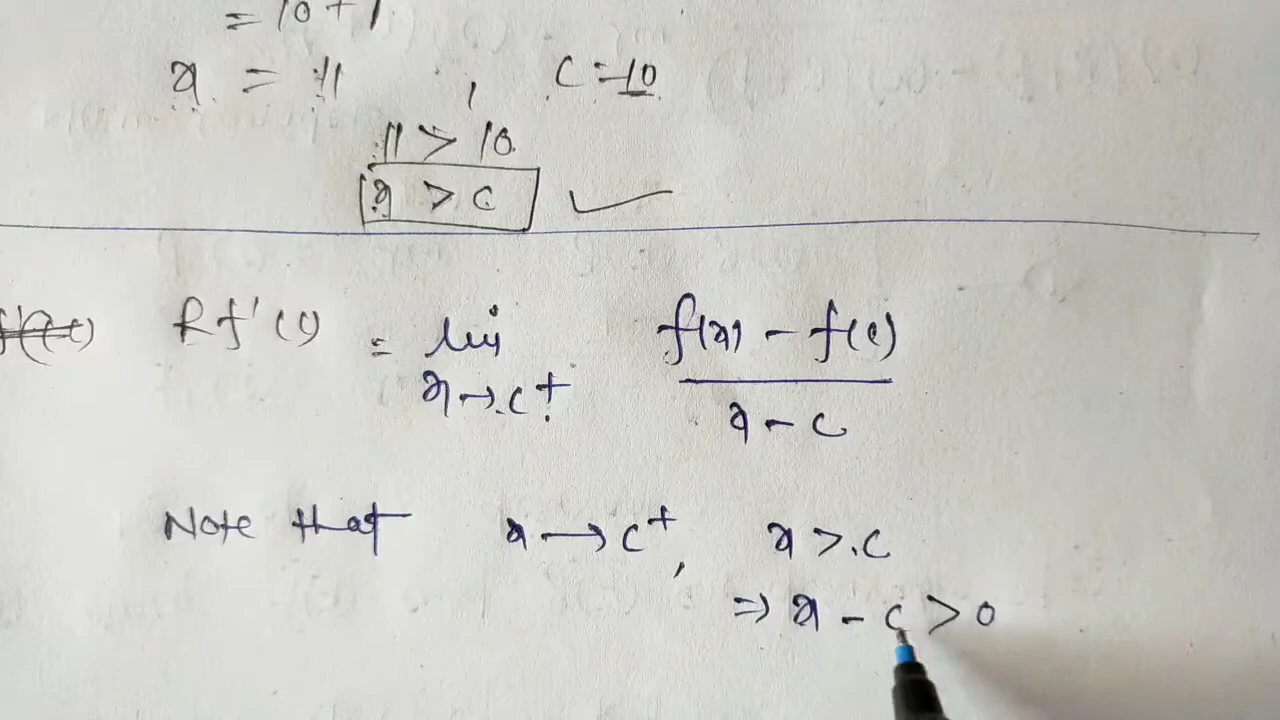 = 10 + 1
x = 11 , c = 10
11 > 10
x > c ✓
Rf'(c) = lim x→c⁺ f(x) - f(c) / x - c
Note that x → c⁺, x > c
⇒ x - c > 0